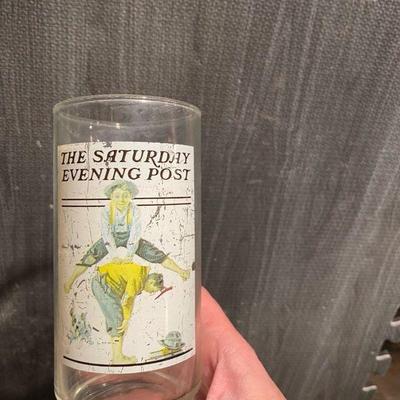 THE SATURDAY
EVENING POST